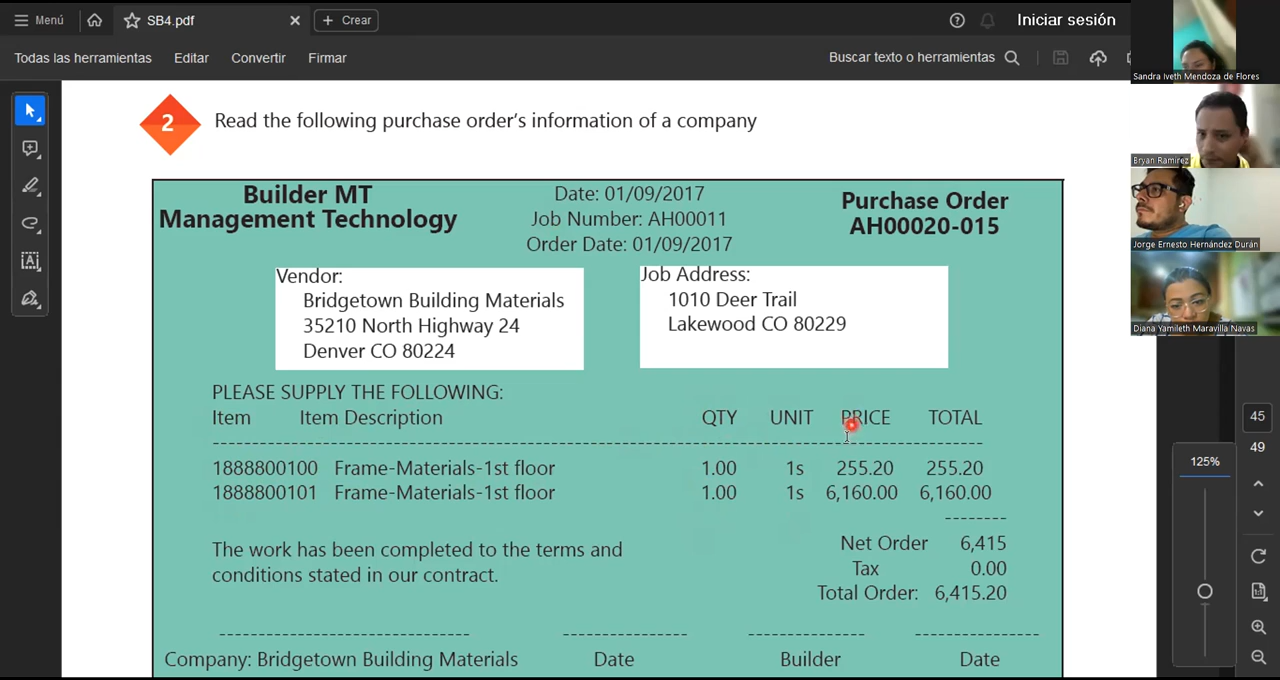 Menú
SB4.pdf
Crear
Iniciar sesión
Todas las herramientas
Editar
Convertir
Firmar
Buscar texto o herramientas
2
Read the following purchase order's information of a company
Builder MT
Management Technology
Date: 01/09/2017
Job Number: AH00011
Order Date: 01/09/2017
Purchase Order
AH00020-015
Vendor:
Bridgetown Building Materials
35210 North Highway 24
Denver CO 80224
Job Address:
1010 Deer Trail
Lakewood CO 80229
PLEASE SUPPLY THE FOLLOWING:
Item Item Description QTY UNIT PRICE TOTAL
1888800100 Frame-Materials-1st floor 1.00 1s 255.20 255.20
1888800101 Frame-Materials-1st floor 1.00 1s 6,160.00 6,160.00
The work has been completed to the terms and
conditions stated in our contract.
Net Order 6,415
Tax 0.00
Total Order: 6,415.20
Company: Bridgetown Building Materials Date Builder Date
Sandra Iveth Mendoza de Flores
Bryan Ramirez
Jorge Ernesto Hernández Durán
Diana Yamileth Maravilla Navas
45
49
125%